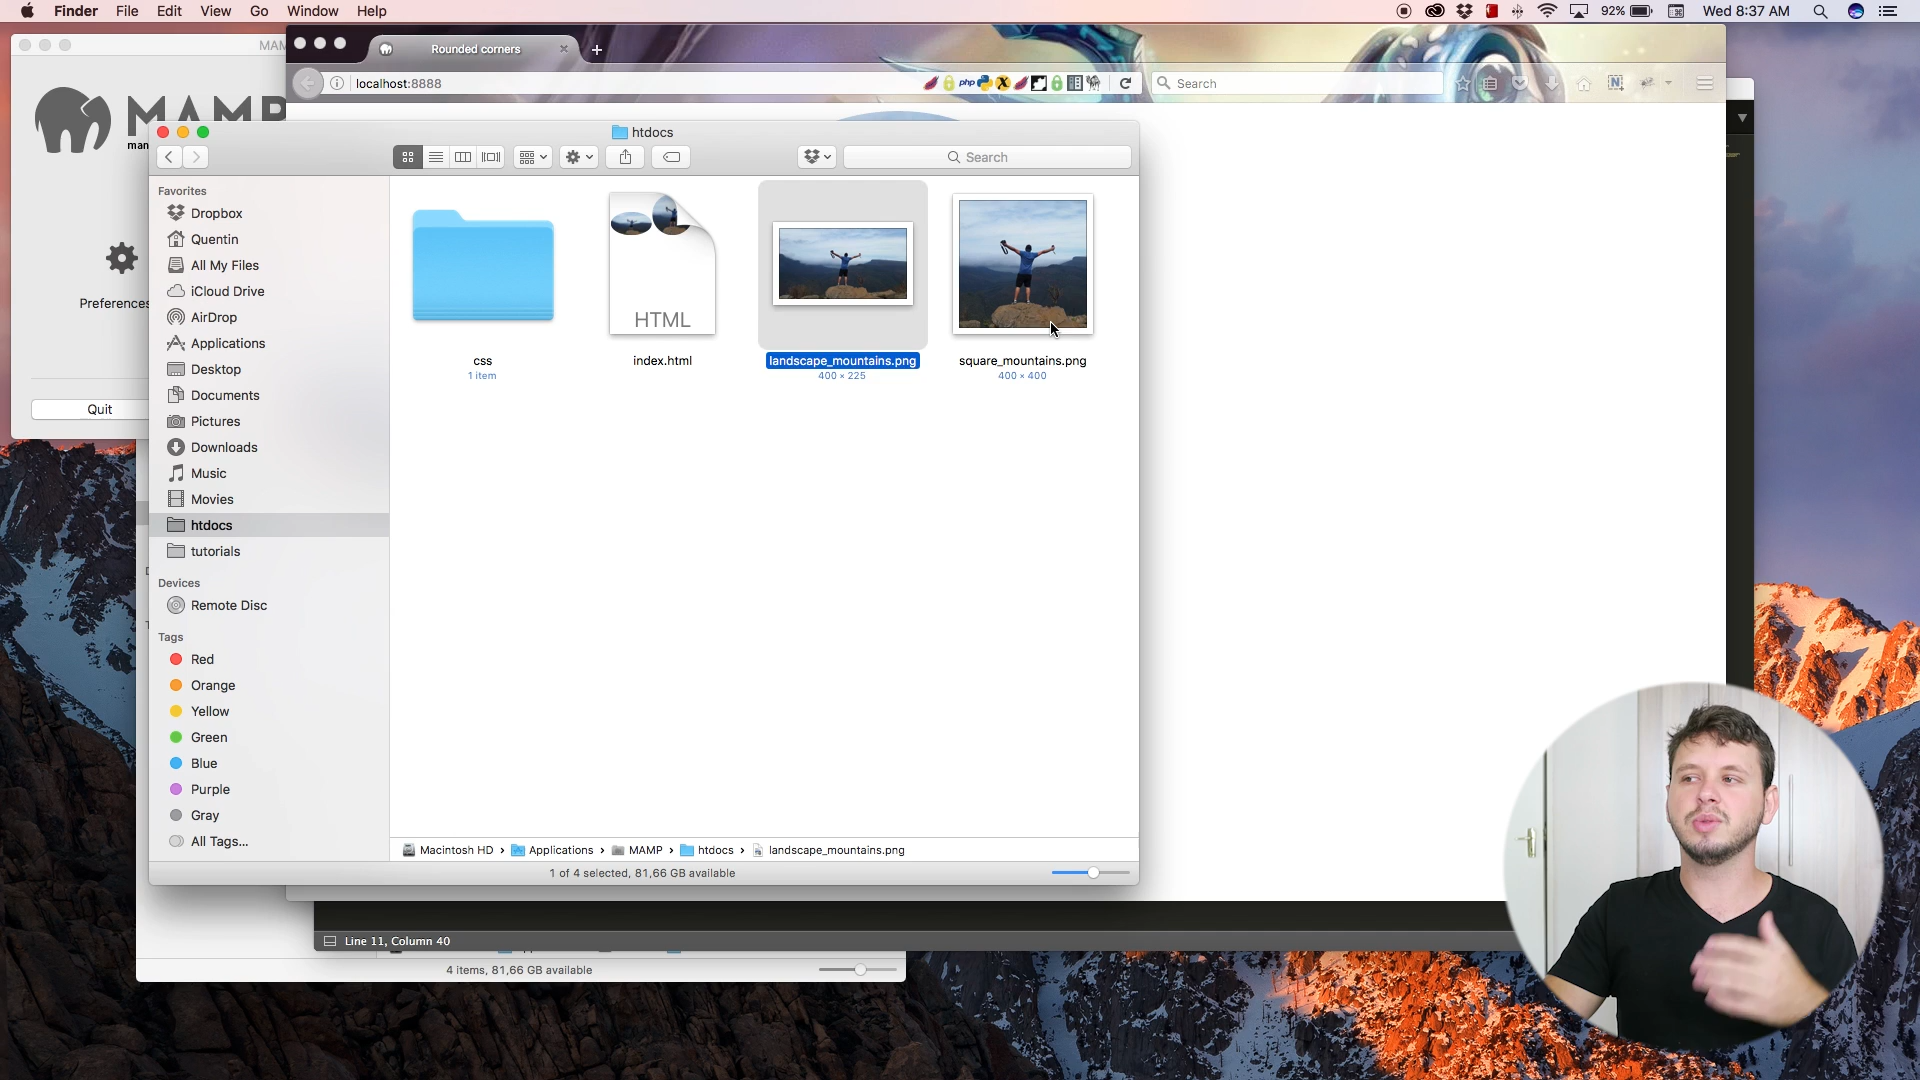 Finder File Edit View Go Window Help
92% Wed 8:37 AM
MAM
Rounded corners
localhost:8888
php
Search
MAMP
man
htdocs
Search
Favorites
Dropbox
Quentin
All My Files
iCloud Drive
AirDrop
Applications
Desktop
Documents
Pictures
Downloads
Music
Movies
htdocs
tutorials
Devices
Remote Disc
Tags
Red
Orange
Yellow
Green
Blue
Purple
Gray
All Tags...
Preferences
Quit
HTML
css
1 item
index.html
landscape_mountains.png
400 × 225
square_mountains.png
400 × 400
Macintosh HD › Applications › MAMP › htdocs › landscape_mountains.png
1 of 4 selected, 81,66 GB available
Line 11, Column 40
4 items, 81,66 GB available